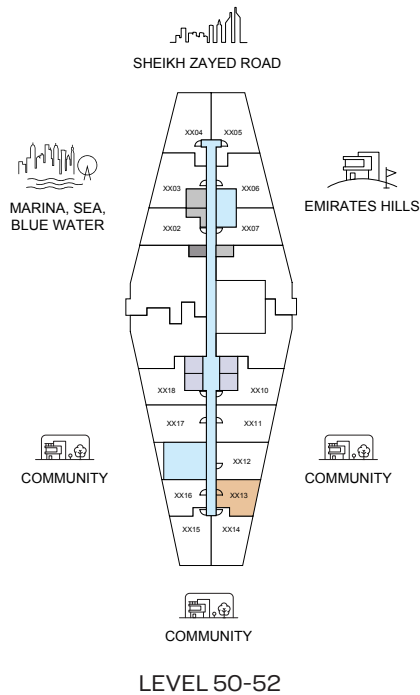 SHEIKH ZAYED ROAD
XX04 XX05
MARINA, SEA,
BLUE WATER
XX03 XX06
EMIRATES HILLS
XX02 XX07
XX18 XX10
XX17 XX11
COMMUNITY
XX12
COMMUNITY
XX16 XX13
XX15 XX14
COMMUNITY
LEVEL 50-52